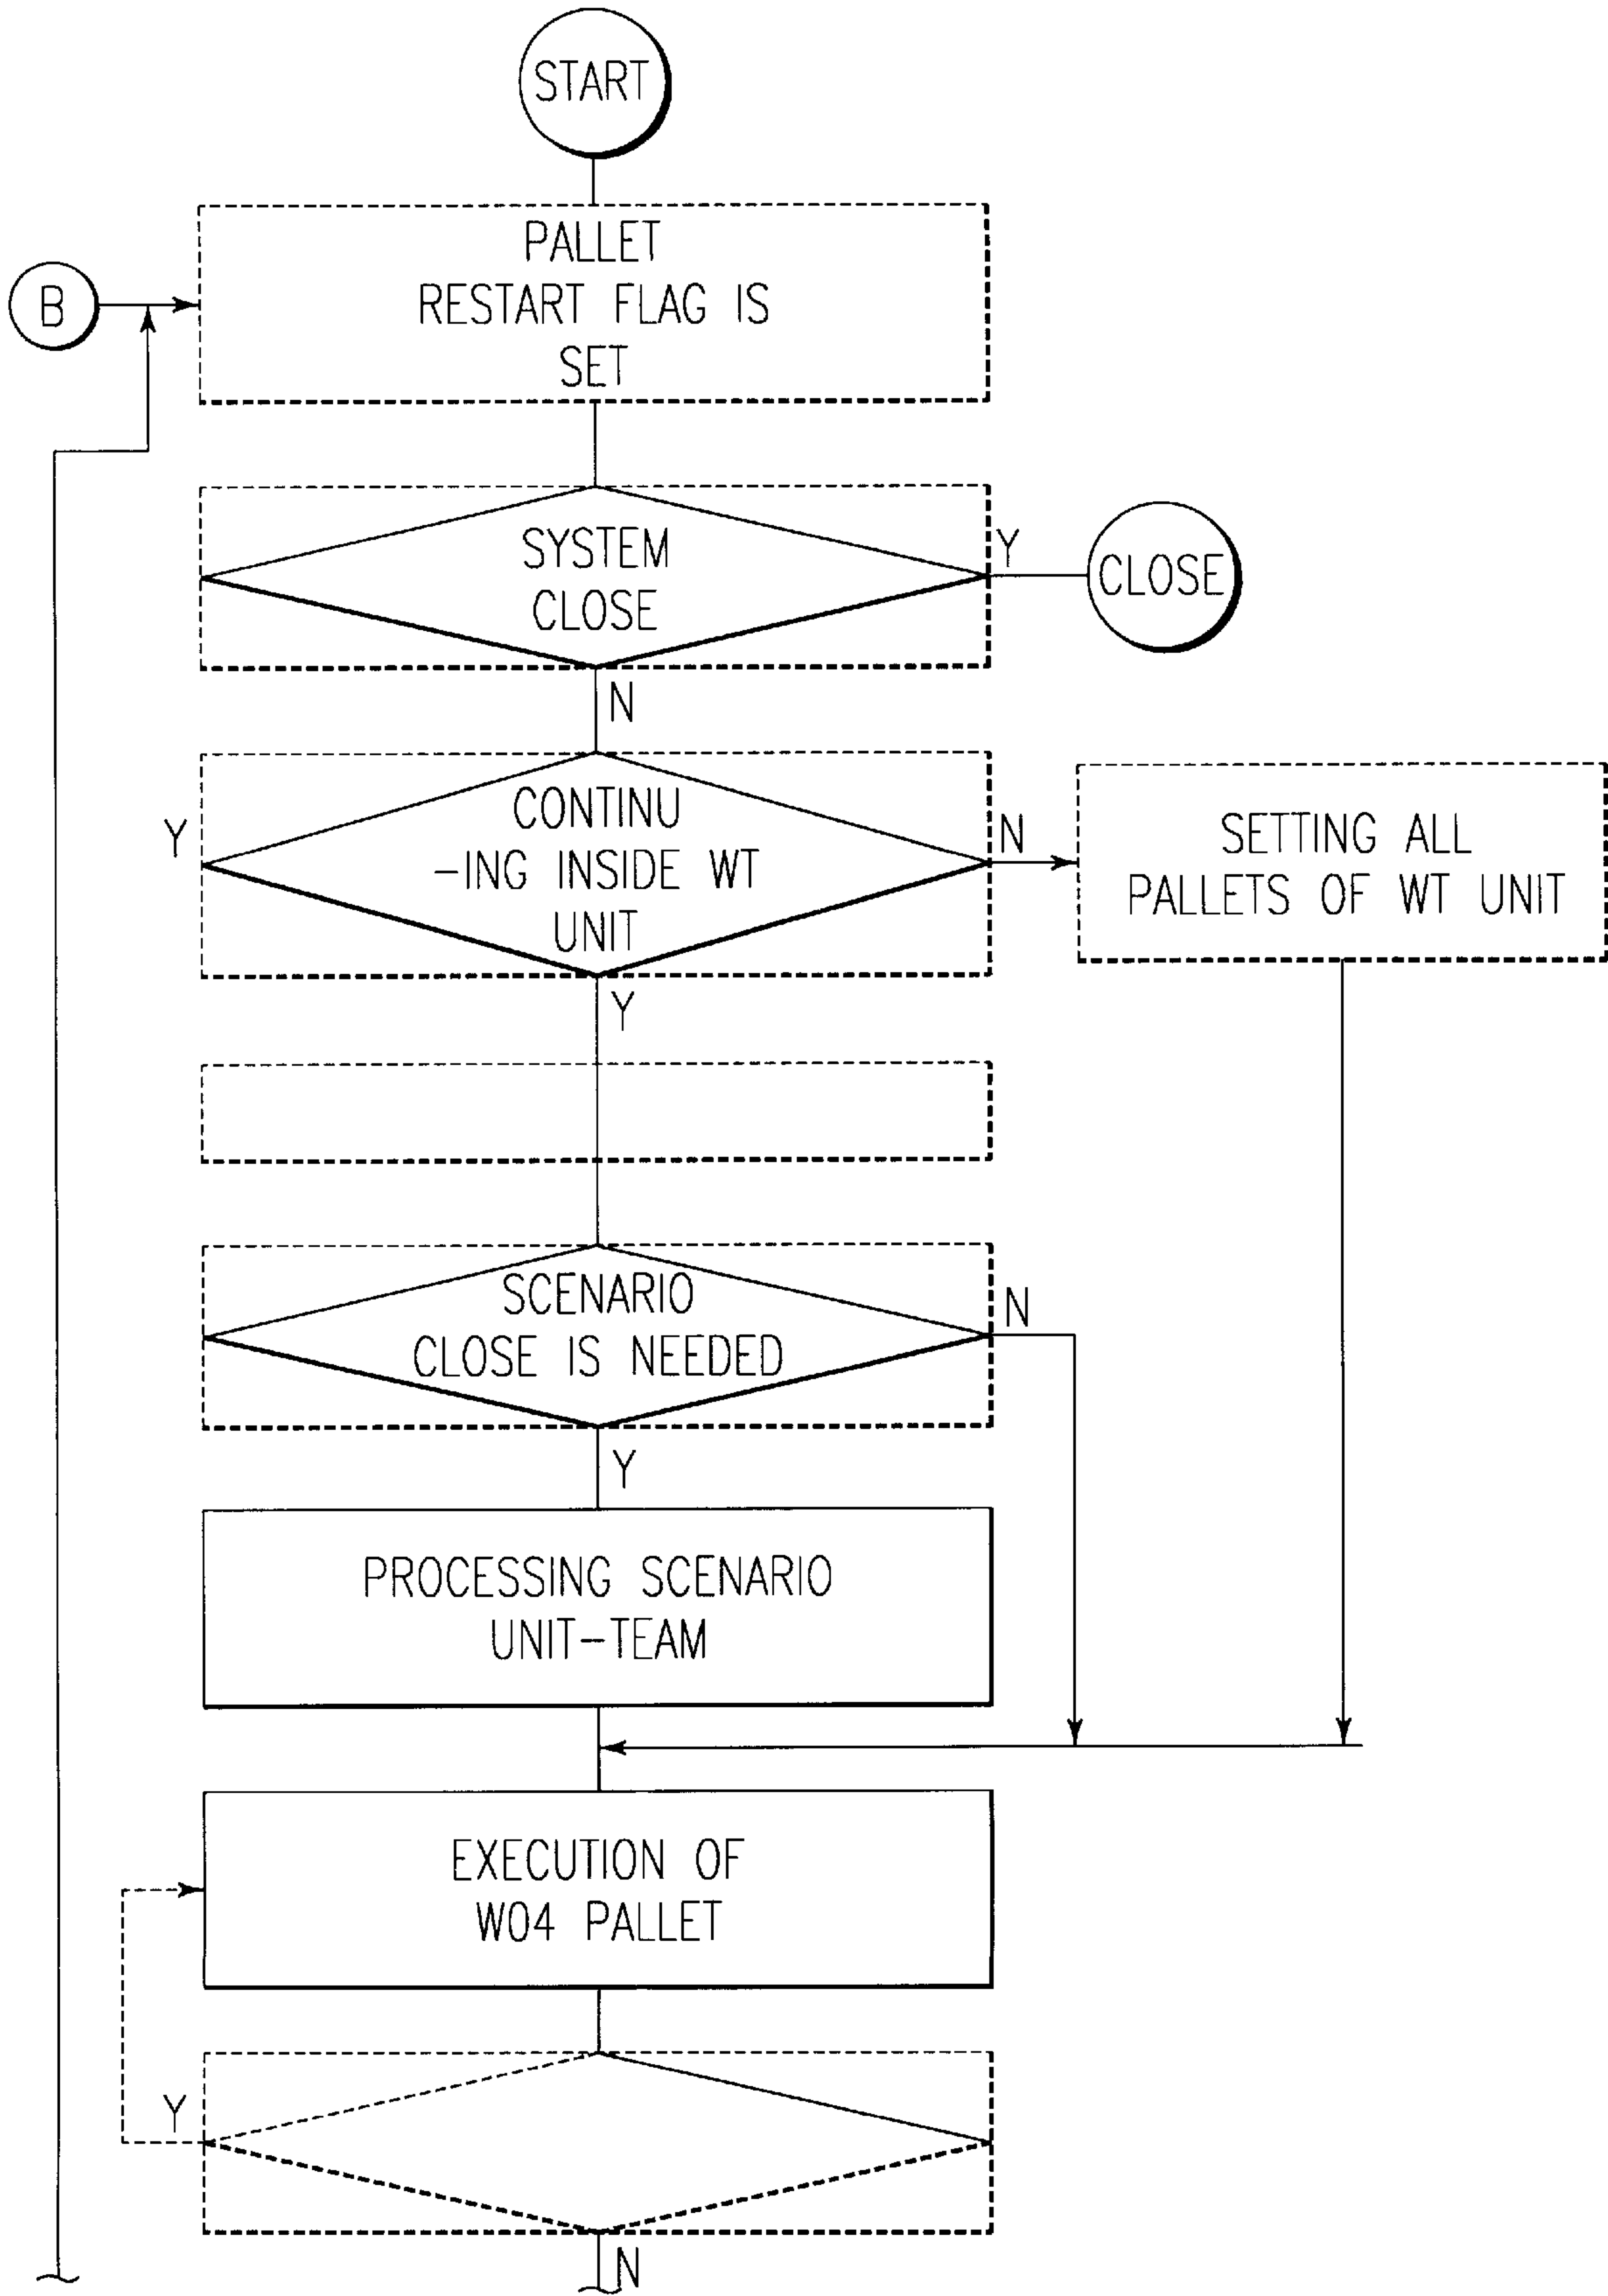 START
PALLET
RESTART FLAG IS
SET
B
SYSTEM
CLOSE
Y
CLOSE
N
Y
CONTINU
-ING INSIDE WT
UNIT
N
SETTING ALL
PALLETS OF WT UNIT
Y
SCENARIO
CLOSE IS NEEDED
N
Y
PROCESSING SCENARIO
UNIT-TEAM
EXECUTION OF
W04 PALLET
Y
N